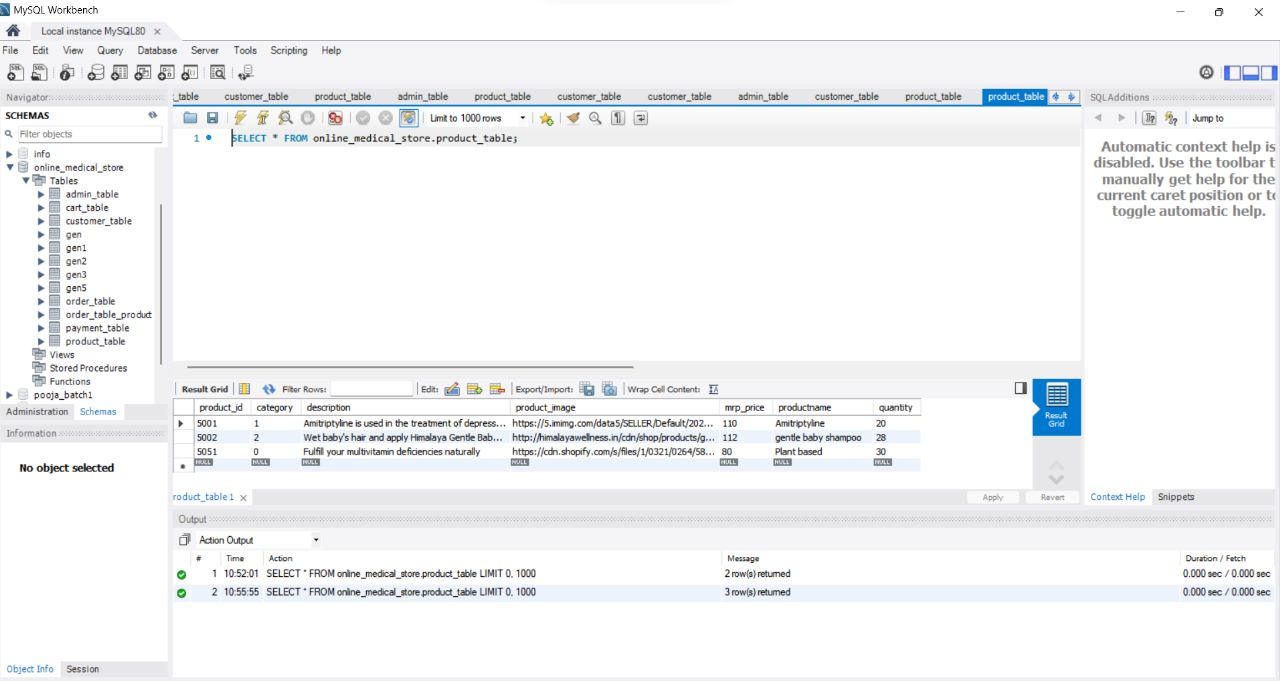 MySQL Workbench
Local instance MySQL80
File Edit View Query Database Server Tools Scripting Help
Navigator
SCHEMAS
Filter objects
info
online_medical_store
Tables
admin_table
cart_table
customer_table
gen
gen1
gen2
gen3
gen5
order_table
order_table_product
payment_table
product_table
Views
Stored Procedures
Functions
pooja_batch1
Administration Schemas
Information
No object selected
Object Info Session
_table customer_table product_table admin_table product_table customer_table customer_table admin_table customer_table product_table product_table
Limit to 1000 rows
1 SELECT * FROM online_medical_store.product_table;
Result Grid Filter Rows: Edit: Export/Import: Wrap Cell Content:
product_id category description product_image mrp_price productname quantity
5001 1 Amitriptyline is used in the treatment of depress... https://5.imimg.com/data5/SELLER/Default/202... 110 Amitriptyline 20
5002 2 Wet baby's hair and apply Himalaya Gentle Bab... http://himalayawellness.in/cdn/shop/products/g... 112 gentle baby shampoo 28
5051 0 Fulfill your multivitamin deficiencies naturally https://cdn.shopify.com/s/files/1/0321/0264/58... 80 Plant based 30
NULL NULL NULL NULL NULL NULL NULL
Result
Grid
roduct_table 1 Apply Revert
Output
Action Output
# Time Action Message Duration / Fetch
1 10:52:01 SELECT * FROM online_medical_store.product_table LIMIT 0, 1000 2 row(s) returned 0.000 sec / 0.000 sec
2 10:55:55 SELECT * FROM online_medical_store.product_table LIMIT 0, 1000 3 row(s) returned 0.000 sec / 0.000 sec
SQLAdditions
Jump to
Automatic context help is
disabled. Use the toolbar t
manually get help for the
current caret position or to
toggle automatic help.
Context Help Snippets